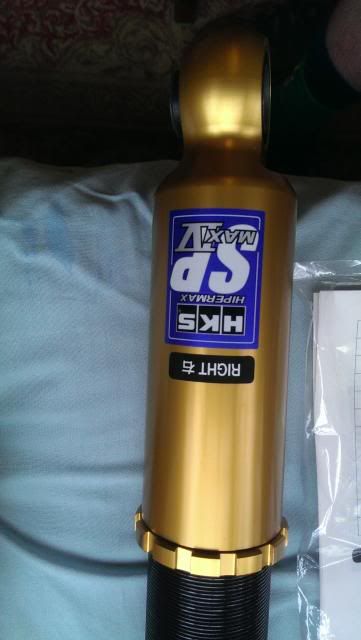 RIGHT 右
HKS
HIPERMAX
SP
MAX IV